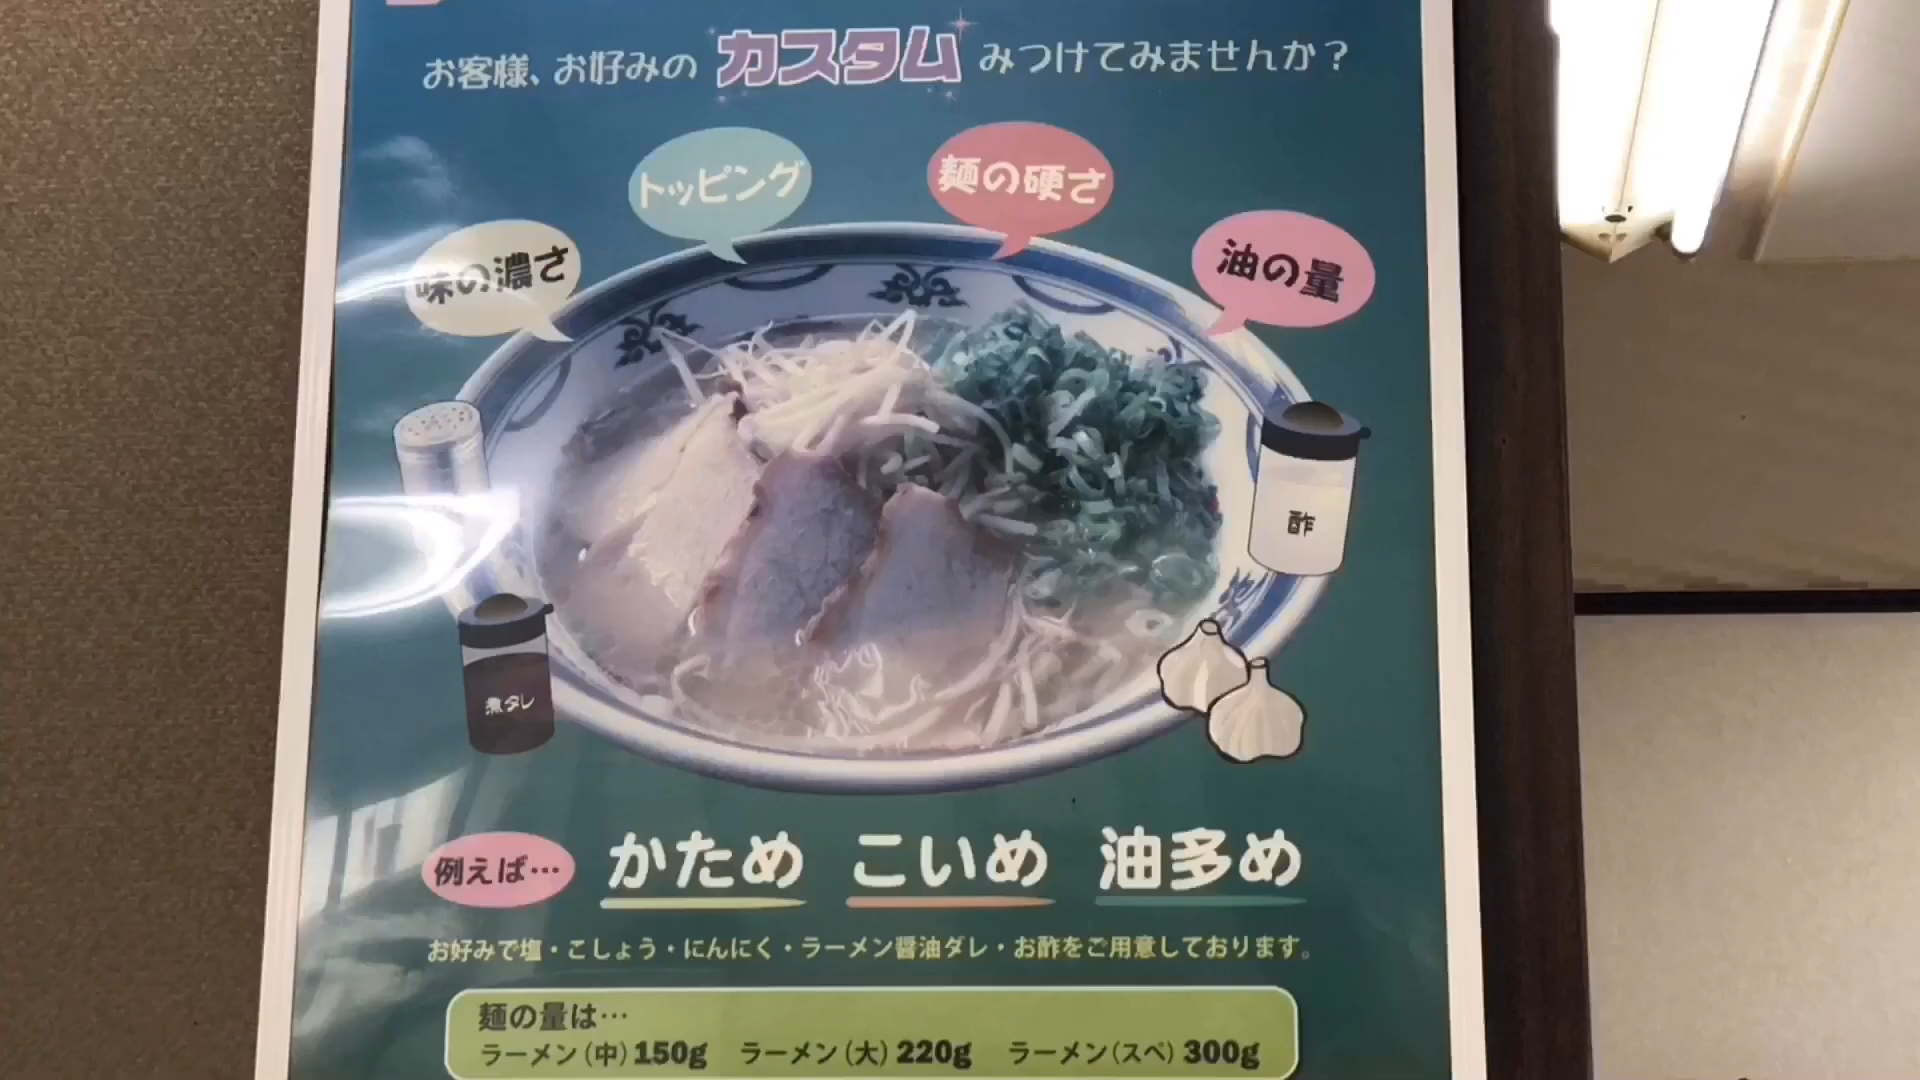 お客様、お好みの カスタム みつけてみませんか？
トッピング
麺の硬さ
味の濃さ
油の量
酢
煮タレ
例えば… かため こいめ 油多め
お好みで塩・こしょう・にんにく・ラーメン醤油ダレ・お酢をご用意しております。
麺の量は…
ラーメン（中）150g ラーメン（大）220g ラーメン（スペ）300g